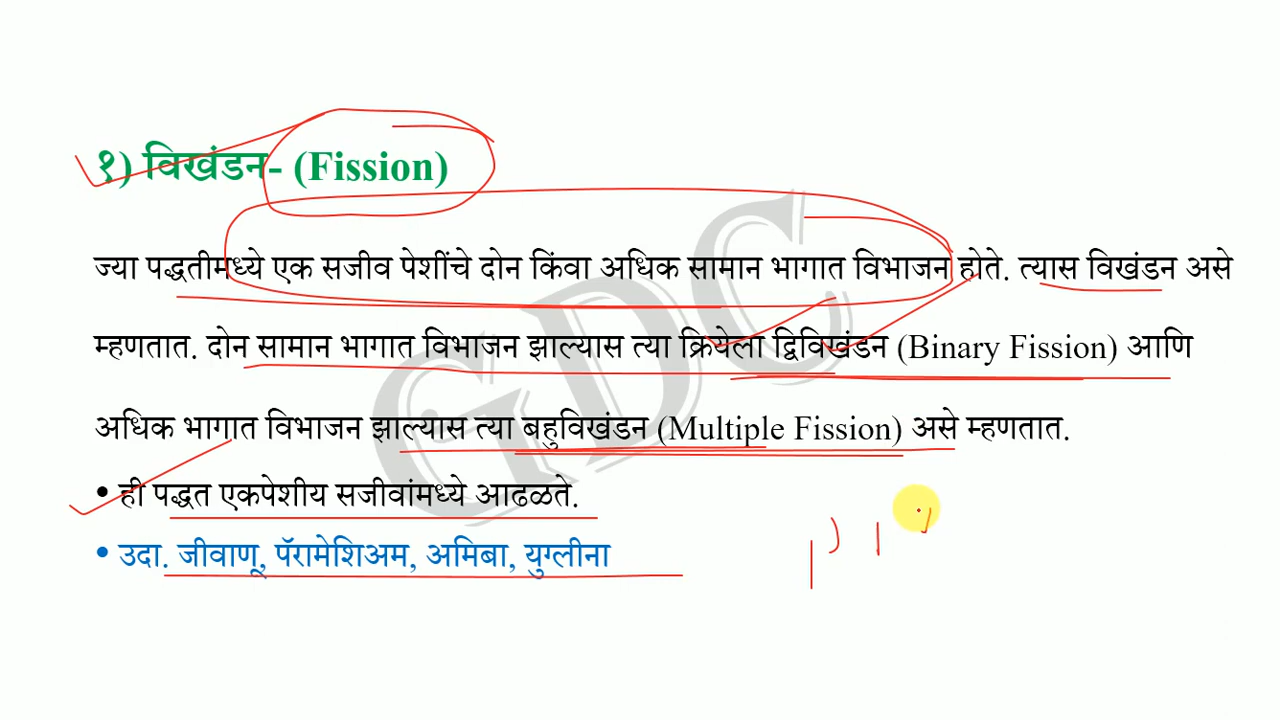 १) विखंडन- (Fission)
ज्या पद्धतीमध्ये एक सजीव पेशींचे दोन किंवा अधिक सामान भागात विभाजन होते. त्यास विखंडन असे
म्हणतात. दोन सामान भागात विभाजन झाल्यास त्या क्रियेला द्विविखंडन (Binary Fission) आणि
अधिक भागात विभाजन झाल्यास त्या बहुविखंडन (Multiple Fission) असे म्हणतात.
• ही पद्धत एकपेशीय सजीवांमध्ये आढळते.
• उदा. जीवाणू, पॅरामेशिअम, अमिबा, युग्लीना
GDC